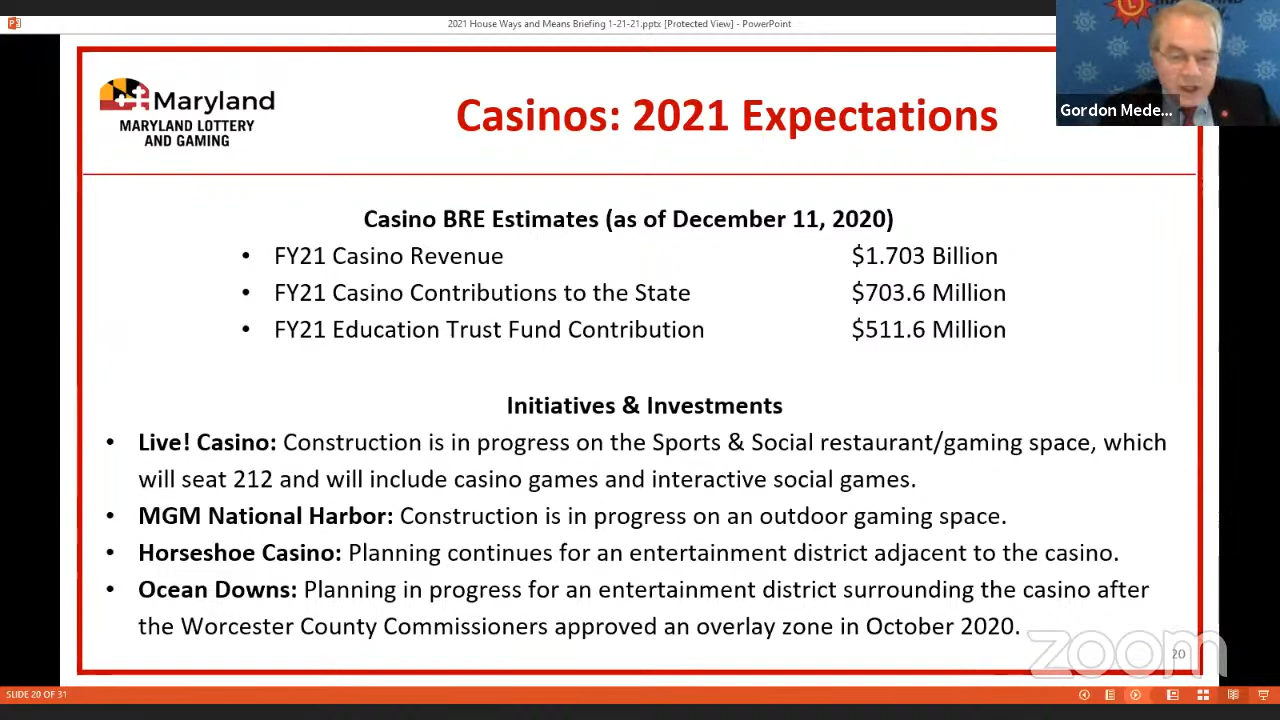 2021 House Ways and Means Briefing 1-21-21.pptx [Protected View] - PowerPoint
Maryland
MARYLAND LOTTERY
AND GAMING
Casinos: 2021 Expectations
Gordon Mede...
Casino BRE Estimates (as of December 11, 2020)
• FY21 Casino Revenue $1.703 Billion
• FY21 Casino Contributions to the State $703.6 Million
• FY21 Education Trust Fund Contribution $511.6 Million
Initiatives & Investments
• Live! Casino: Construction is in progress on the Sports & Social restaurant/gaming space, which
will seat 212 and will include casino games and interactive social games.
• MGM National Harbor: Construction is in progress on an outdoor gaming space.
• Horseshoe Casino: Planning continues for an entertainment district adjacent to the casino.
• Ocean Downs: Planning in progress for an entertainment district surrounding the casino after
the Worcester County Commissioners approved an overlay zone in October 2020.
zoom
20
SLIDE 20 OF 31